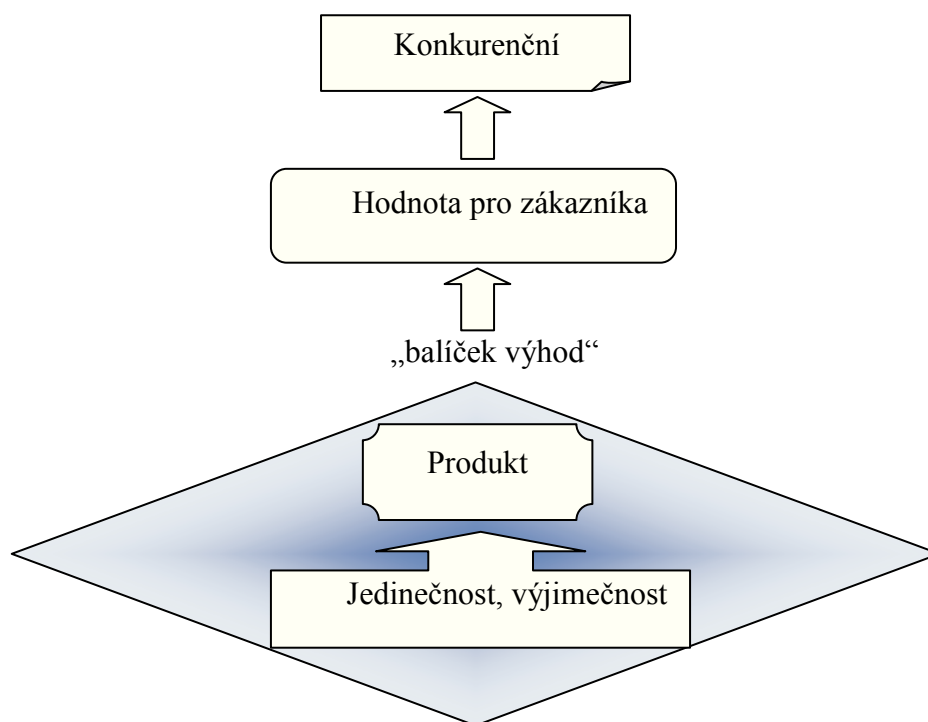 Konkurenční
Hodnota pro zákazníka
„balíček výhod“
Produkt
Jedinečnost, výjimečnost